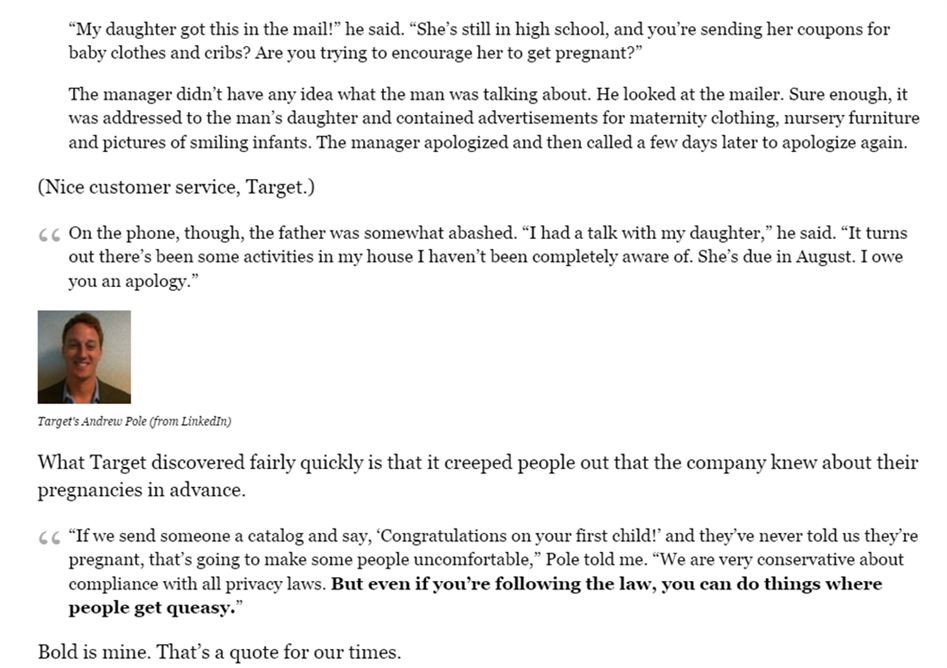 “My daughter got this in the mail!” he said. “She’s still in high school, and you’re sending her coupons for
baby clothes and cribs? Are you trying to encourage her to get pregnant?”
The manager didn’t have any idea what the man was talking about. He looked at the mailer. Sure enough, it
was addressed to the man’s daughter and contained advertisements for maternity clothing, nursery furniture
and pictures of smiling infants. The manager apologized and then called a few days later to apologize again.
(Nice customer service, Target.)
“ On the phone, though, the father was somewhat abashed. “I had a talk with my daughter,” he said. “It turns
out there’s been some activities in my house I haven’t been completely aware of. She’s due in August. I owe
you an apology.”
Target's Andrew Pole (from LinkedIn)
What Target discovered fairly quickly is that it creeped people out that the company knew about their
pregnancies in advance.
“ “If we send someone a catalog and say, ‘Congratulations on your first child!’ and they’ve never told us they’re
pregnant, that’s going to make some people uncomfortable,” Pole told me. “We are very conservative about
compliance with all privacy laws. But even if you’re following the law, you can do things where
people get queasy.”
Bold is mine. That’s a quote for our times.